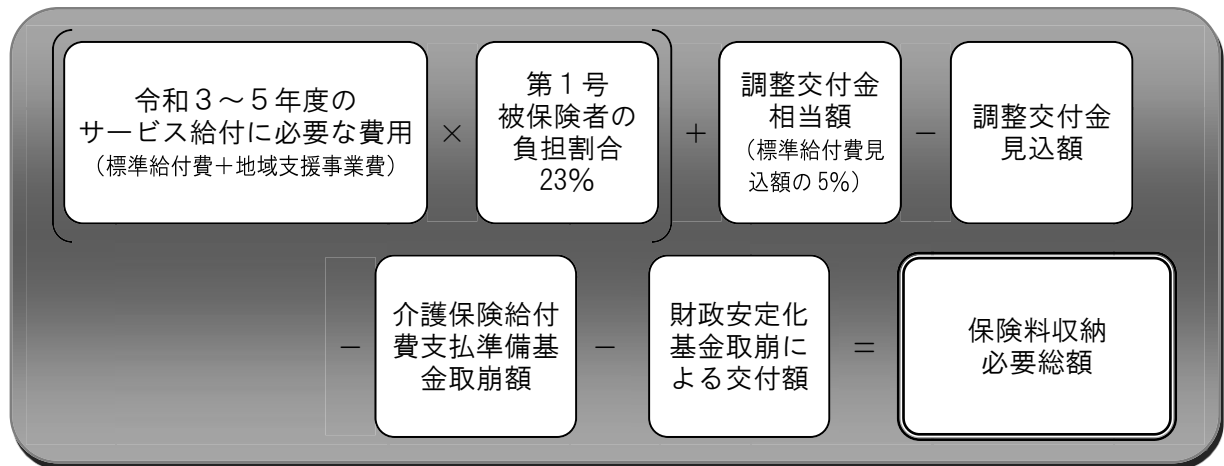 令和３～５年度の
サービス給付に必要な費用
（標準給付費＋地域支援事業費）
×
第１号
被保険者の
負担割合
23％
＋
調整交付金
相当額
（標準給付費見
込額の 5％）
－
調整交付金
見込額
－
介護保険給付
費支払準備基
金取崩額
－
財政安定化
基金取崩に
よる交付額
＝
保険料収納
必要総額